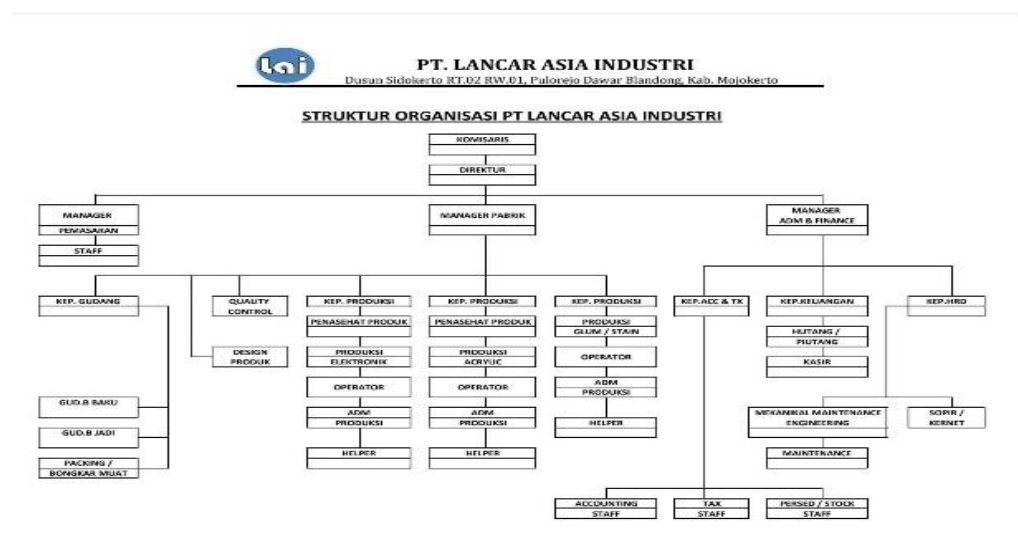 lai
PT. LANCAR ASIA INDUSTRI
Dusun Sidokerto RT.02 RW.01, Pulorejo Dawar Blandong, Kab. Mojokerto
STRUKTUR ORGANISASI PT LANCAR ASIA INDUSTRI
KOMISARIS
DIREKTUR
MANAGER
PEMASARAN
STAFF
MANAGER PABRIK
MANAGER
ADM & FINANCE
KEP. GUDANG
QUALITY
CONTROL
KEP. PRODUKSI
KEP. PRODUKSI
KEP. PRODUKSI
KEP.ACC & TX
KEP.KEUANGAN
KEP.HRD
DESIGN
PRODUK
PENASEHAT PRODUK
PRODUKSI
ELEKTRONIK
OPERATOR
ADM
PRODUKSI
HELPER
PENASEHAT PRODUK
PRODUKSI
ACRYLIC
OPERATOR
ADM
PRODUKSI
HELPER
PRODUKSI
GLUM / STAIN
OPERATOR
ADM
PRODUKSI
HELPER
HUTANG /
PIUTANG
KASIR
GUD.B BAKU
GUD.B JADI
PACKING /
BONGKAR MUAT
MEKANIKAL MAINTENANCE
ENGINEERING
MAINTENANCE
SOPIR /
KERNET
ACCOUNTING
STAFF
TAX
STAFF
PERSED / STOCK
STAFF